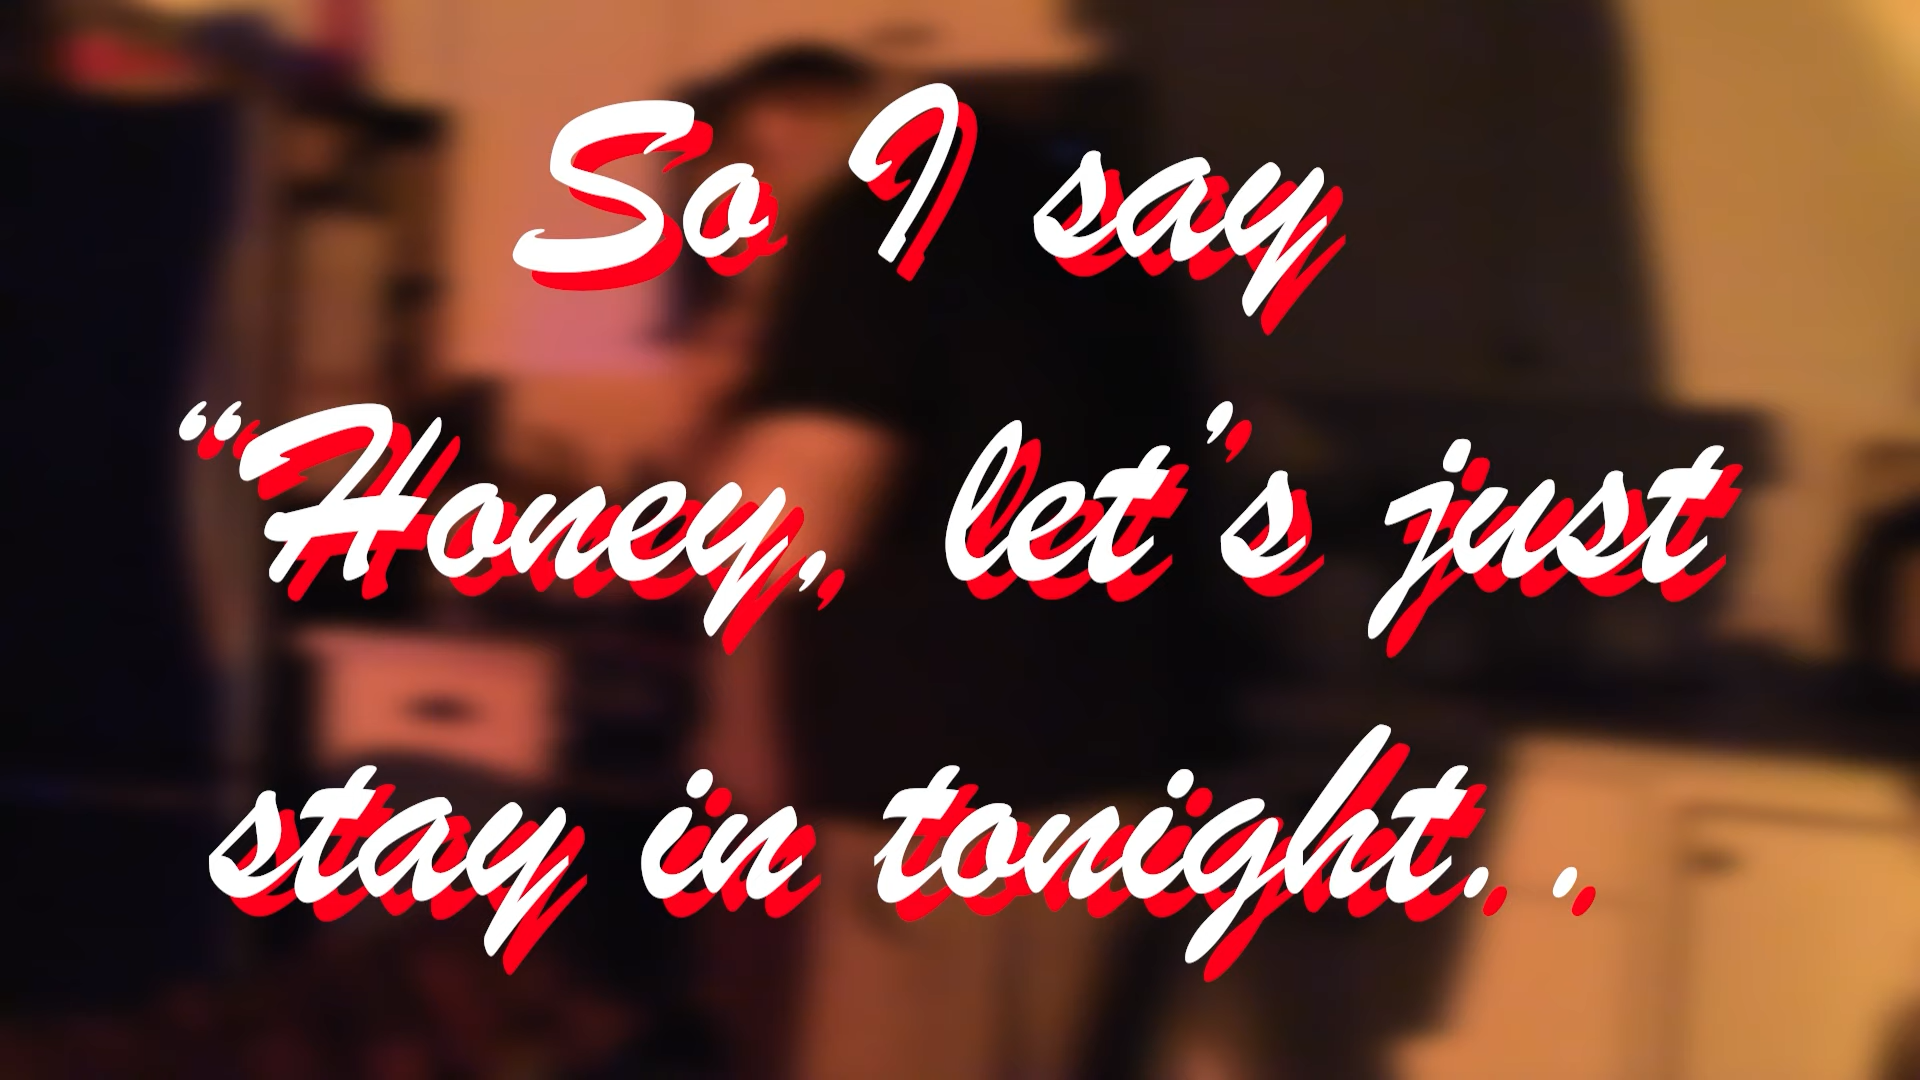 So I say
“Honey, let’s just
stay in tonight. .